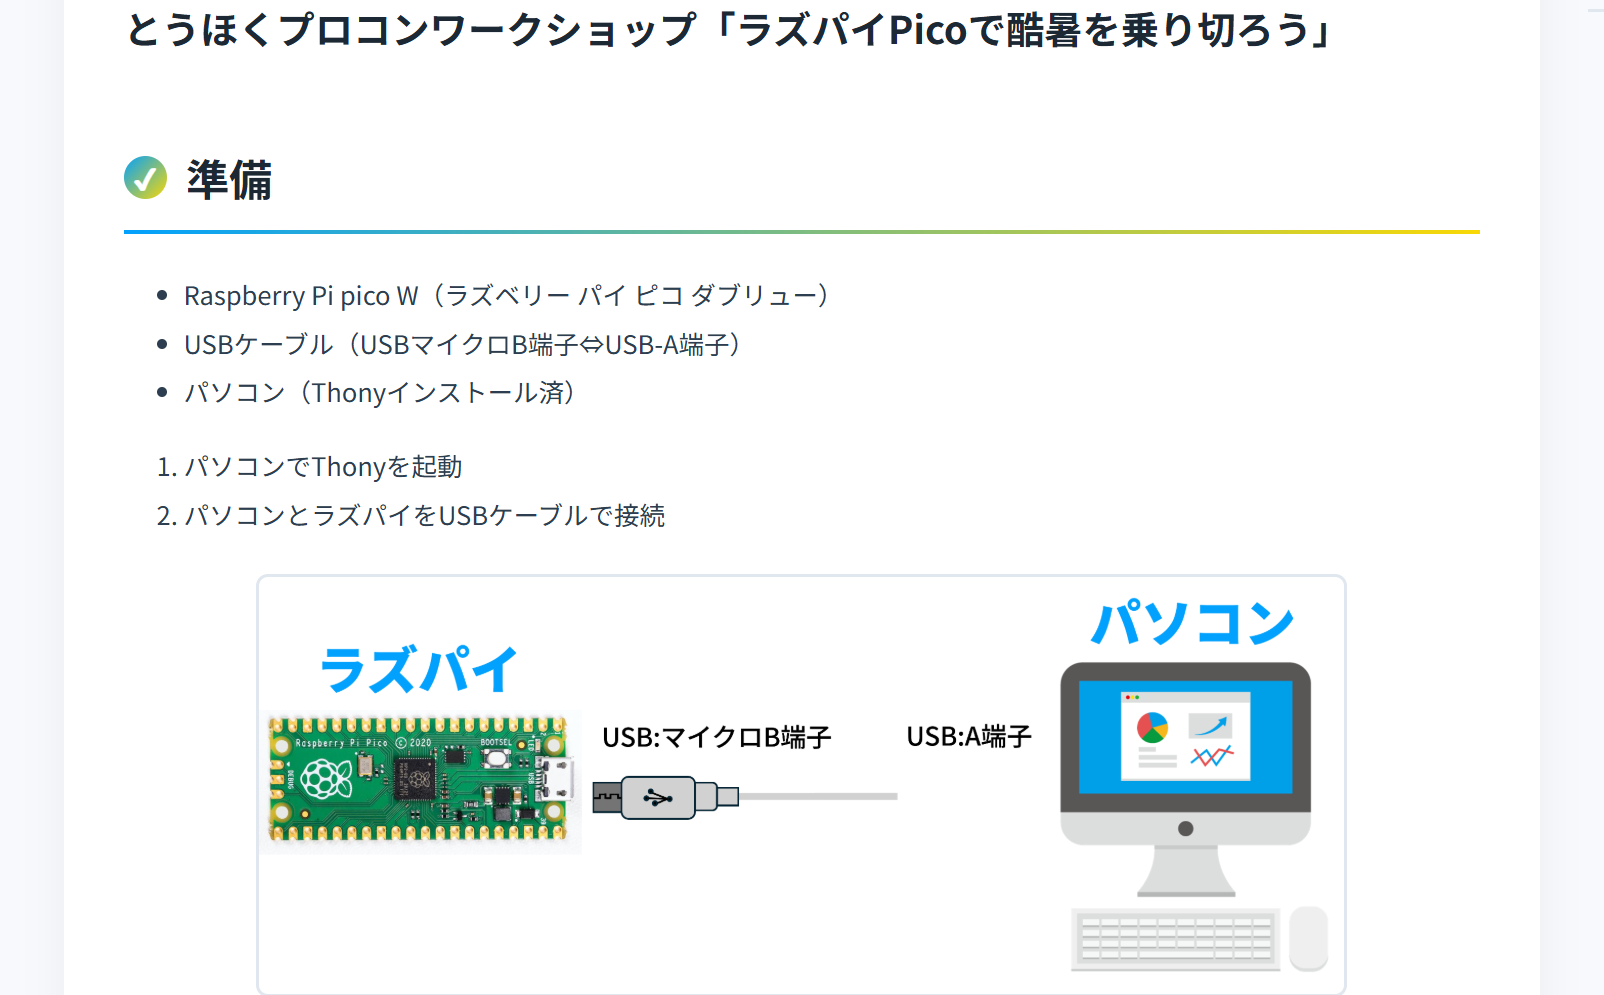 とうほくプロコンワークショップ「ラズパイPicoで酷暑を乗り切ろう」
準備
Raspberry Pi pico W（ラズベリー パイ ピコ ダブリュー）
USBケーブル（USBマイクロB端子⇔USB-A端子）
パソコン（Thonyインストール済）
1. パソコンでThonyを起動
2. パソコンとラズパイをUSBケーブルで接続
パソコン
ラズパイ
USB:マイクロB端子
USB:A端子
Raspberry Pi Pico © 2020
BOOTSEL
DEBUG
USB